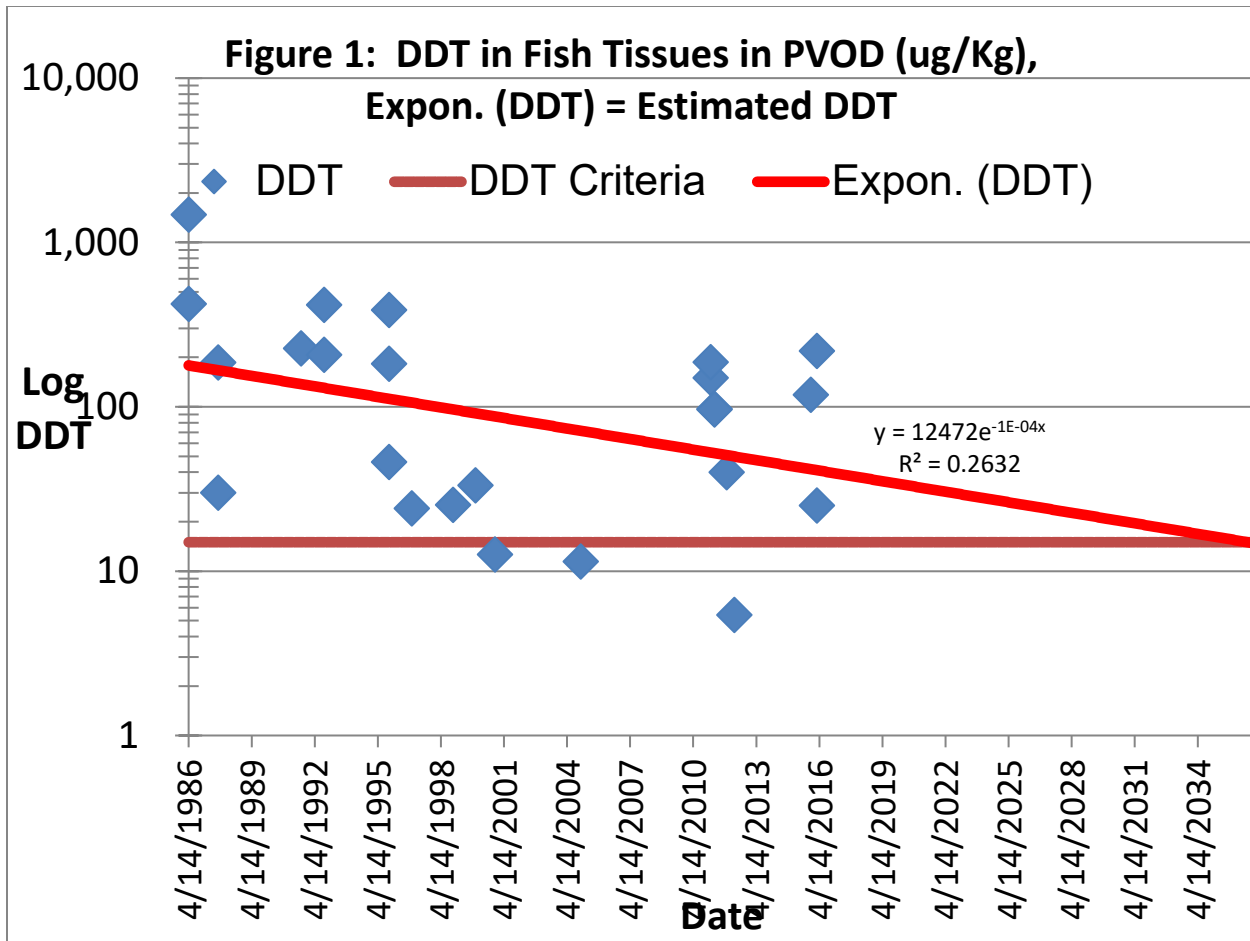 Figure 1: DDT in Fish Tissues in PVOD (ug/Kg),
Expon. (DDT) = Estimated DDT
DDT
DDT Criteria
Expon. (DDT)
10,000
1,000
100
10
1
Log
DDT
y = 12472e^-1E-04x
R² = 0.2632
4/14/1986
4/14/1989
4/14/1992
4/14/1995
4/14/1998
4/14/2001
4/14/2004
4/14/2007
4/14/2010
4/14/2013
4/14/2016
4/14/2019
4/14/2022
4/14/2025
4/14/2028
4/14/2031
4/14/2034
Date